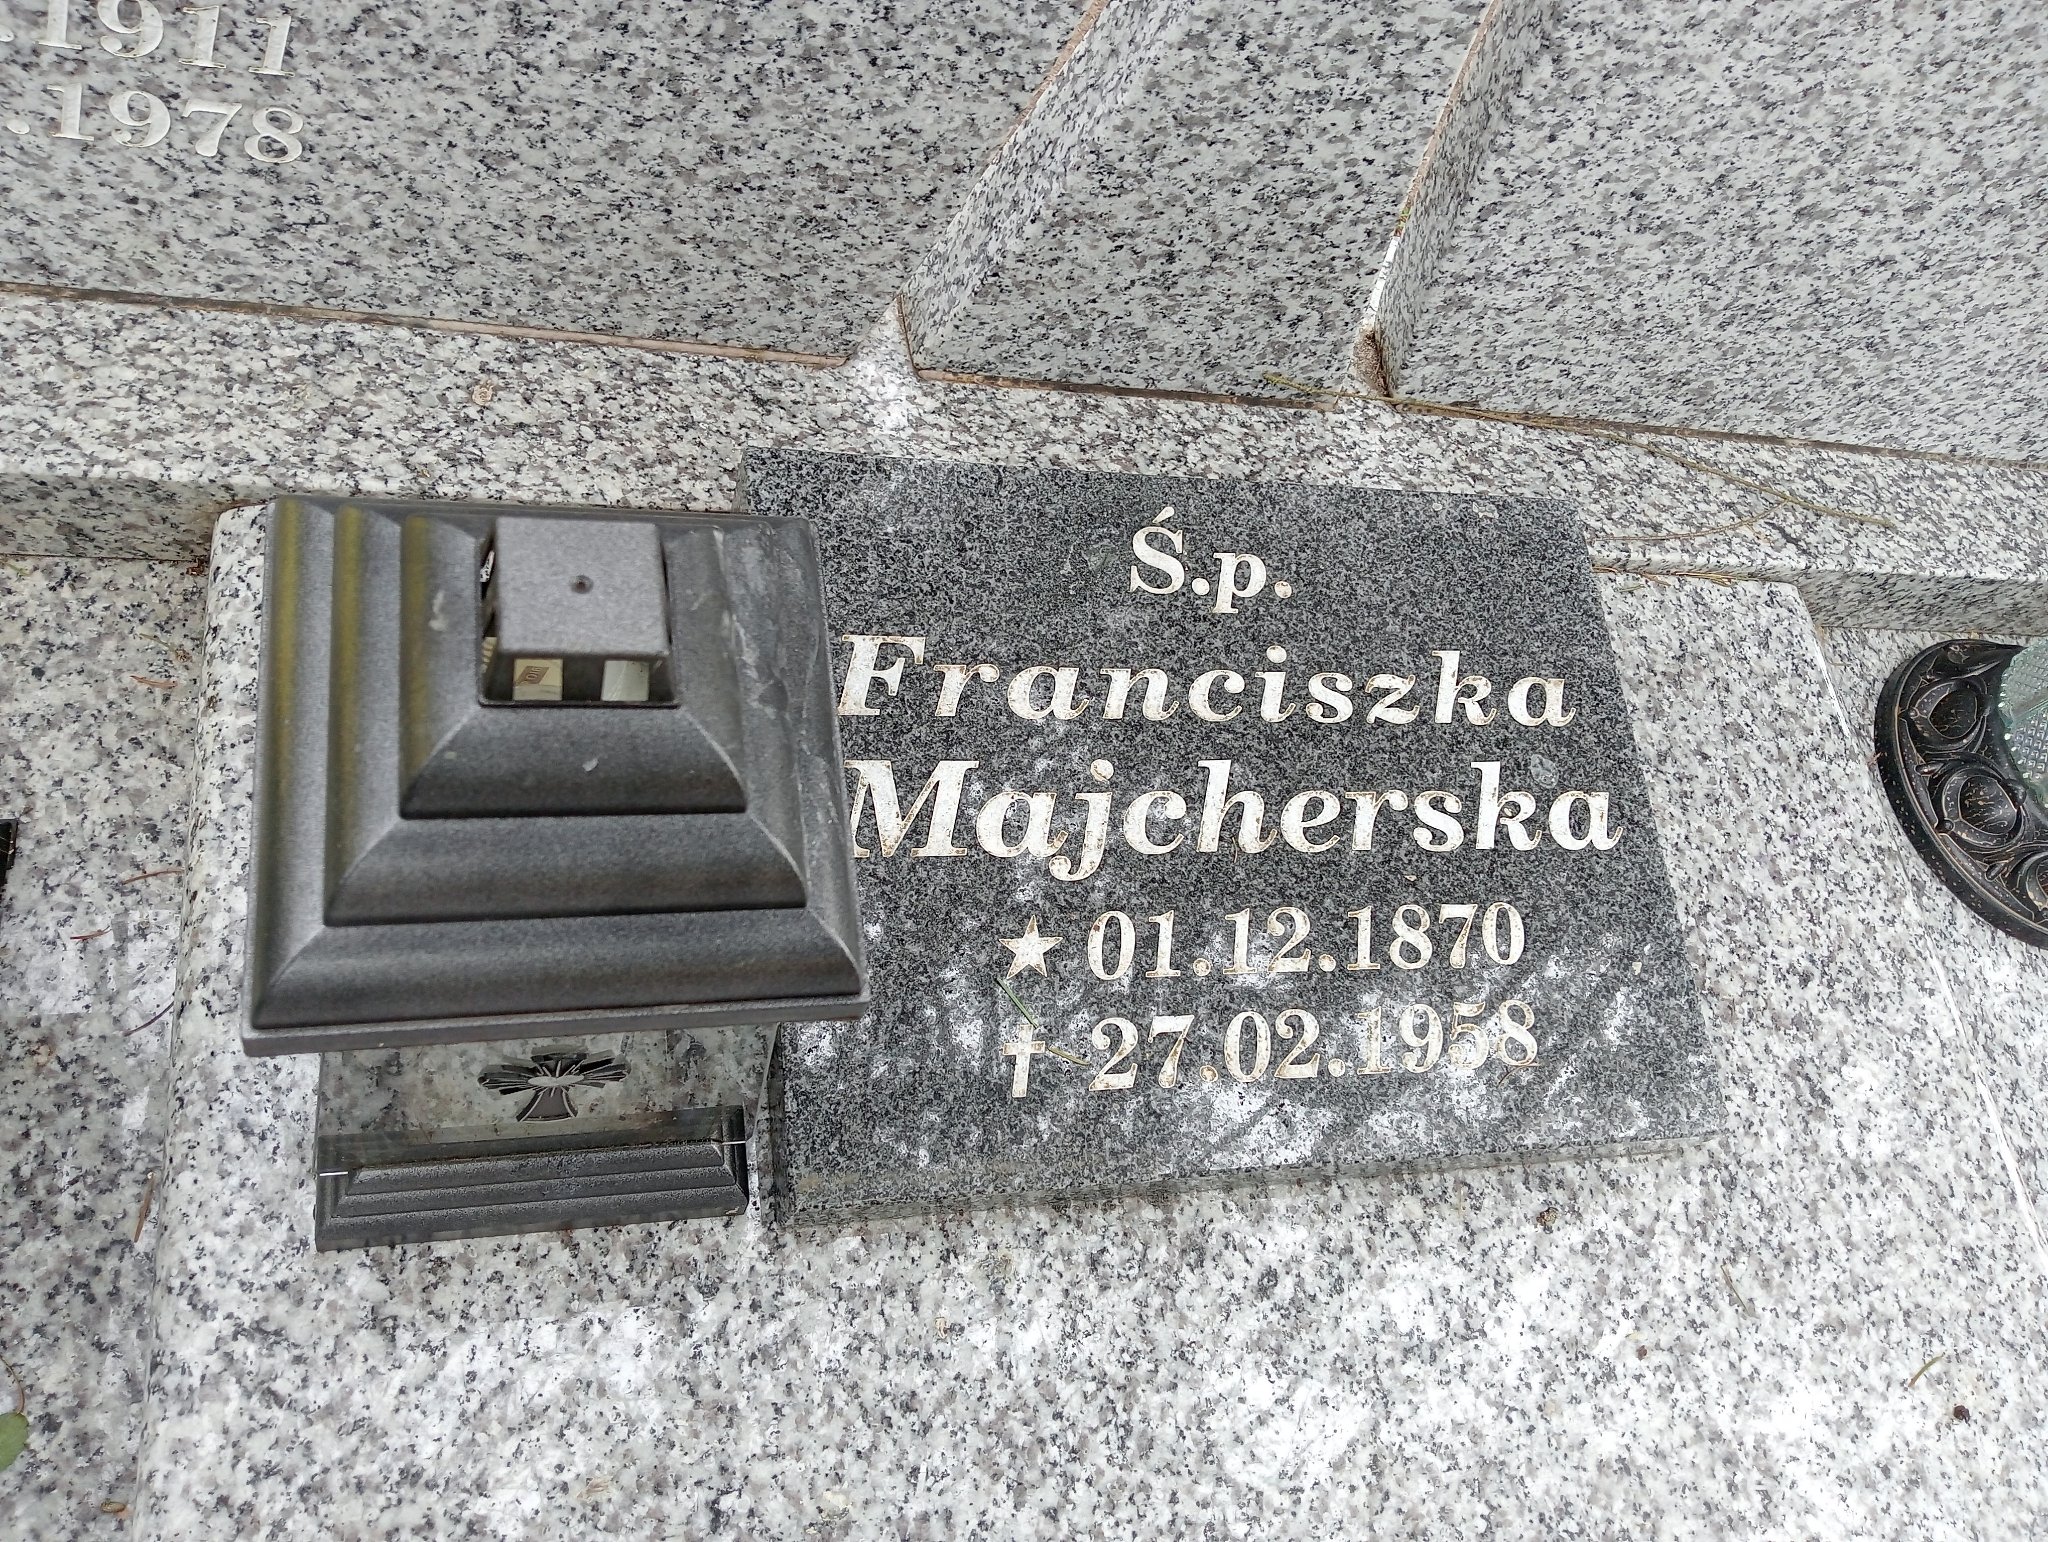 .1911
.1978
Ś.p.
Franciszka
Majcherska
★ 01.12.1870
✝ 27.02.1958